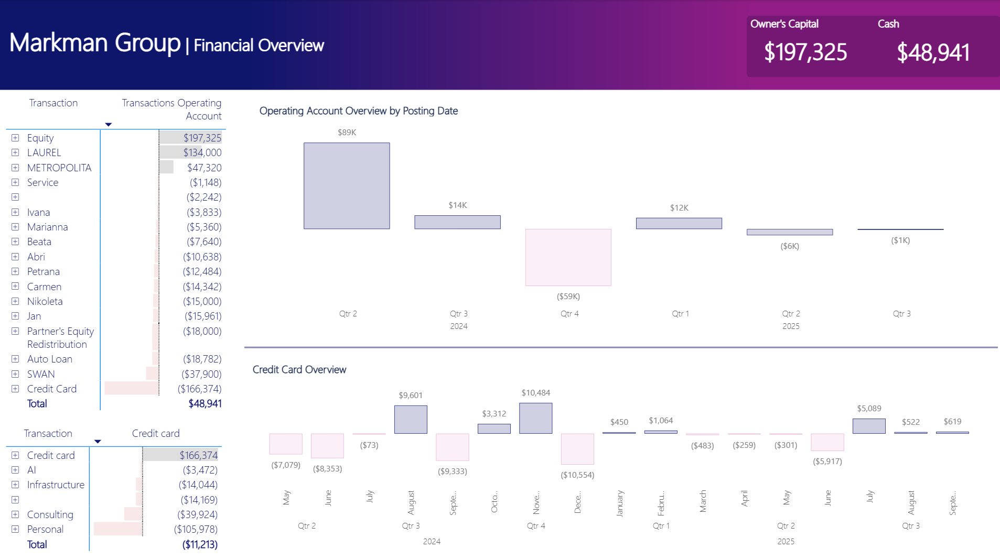 Markman Group | Financial Overview
Owner's Capital
Cash
$197,325
$48,941
Transaction
Transactions Operating
Account
Equity $197,325
LAUREL $134,000
METROPOLITA $47,320
Service ($1,148)
($2,242)
Ivana ($3,833)
Marianna ($5,360)
Beata ($7,640)
Abri ($10,638)
Petrana ($12,484)
Carmen ($14,342)
Nikoleta ($15,000)
Jan ($15,961)
Partner's Equity ($18,000)
Redistribution
Auto Loan ($18,782)
SWAN ($37,900)
Credit Card ($166,374)
Total $48,941
Transaction Credit card
Credit card $166,374
AI ($3,472)
Infrastructure ($14,044)
($14,169)
Consulting ($39,924)
Personal ($105,978)
Total ($11,213)
Operating Account Overview by Posting Date
$89K
$14K
($59K)
$12K
($6K)
($1K)
Qtr 2 Qtr 3 Qtr 4 Qtr 1 Qtr 2 Qtr 3
2024 2025
Credit Card Overview
($7,079)
($8,353)
($73)
$9,601
($9,333)
$3,312
$10,484
($10,554)
$450
$1,064
($483)
($259)
($301)
($5,917)
$5,089
$522
$619
May
June
July
August
Septe...
Octo...
Nove...
Dece...
January
Febru...
March
April
May
June
July
August
Septe...
Qtr 2 Qtr 3 Qtr 4 Qtr 1 Qtr 2 Qtr 3
2024 2025